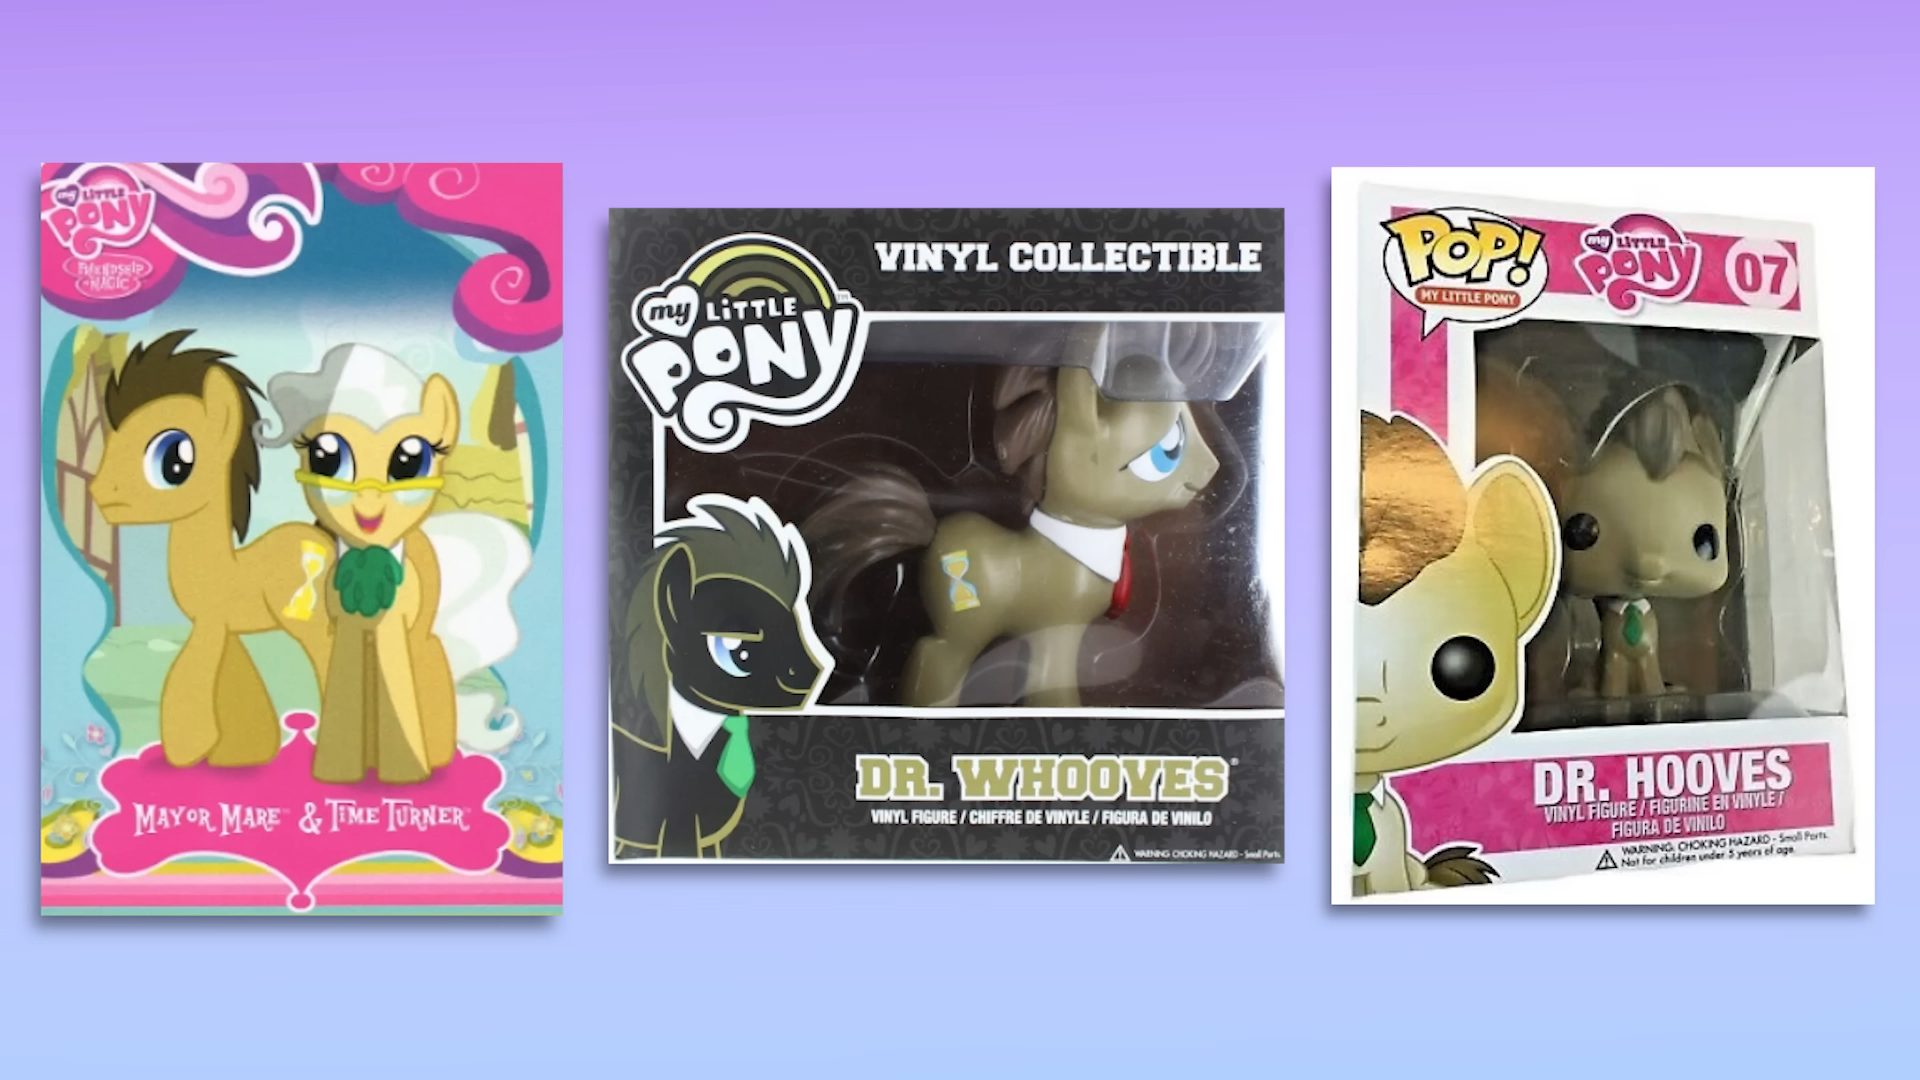 my LITTLE
PONY
FRIENDSHIP
IS MAGIC
MAYOR MARE™ & TIME TURNER™
VINYL COLLECTIBLE
my LITTLE
PONY
DR. WHOOVES
VINYL FIGURE / CHIFFRE DE VINYLE / FIGURA DE VINILO
WARNING: CHOKING HAZARD - Small Parts.
POP!
MY LITTLE PONY
my LITTLE
PONY
07
DR. HOOVES
VINYL FIGURE / FIGURINE EN VINYLE /
FIGURA DE VINILO
WARNING: CHOKING HAZARD - Small Parts.
Not for children under 3 years of age.